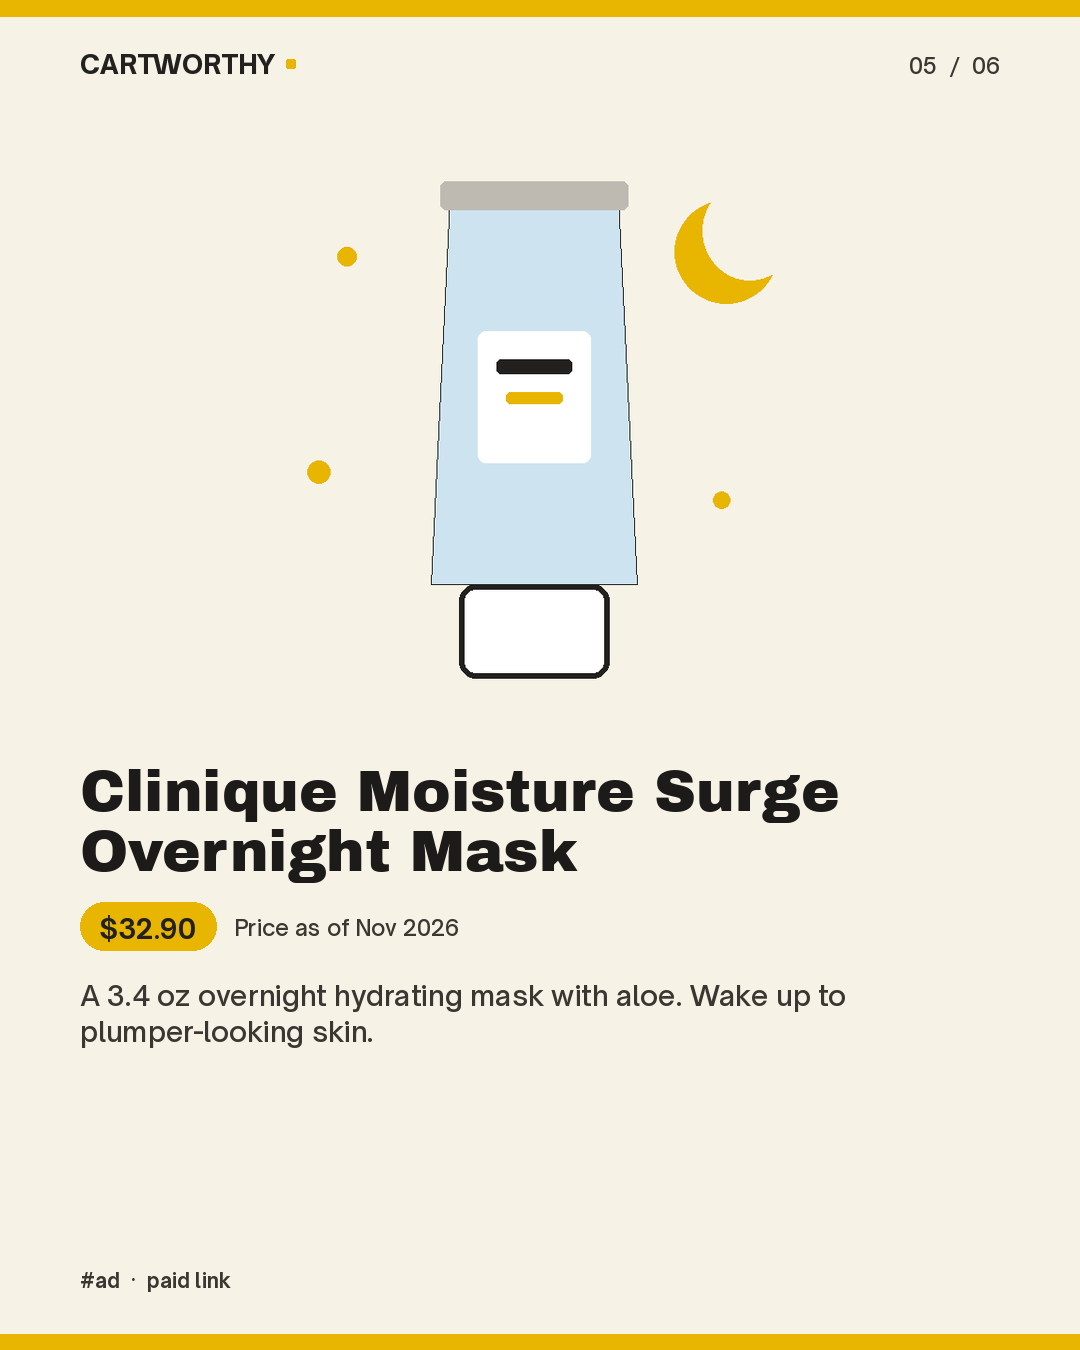 CARTWORTHY
05 / 06
Clinique Moisture Surge
Overnight Mask
$32.90 Price as of Nov 2026
A 3.4 oz overnight hydrating mask with aloe. Wake up to
plumper-looking skin.
#ad · paid link